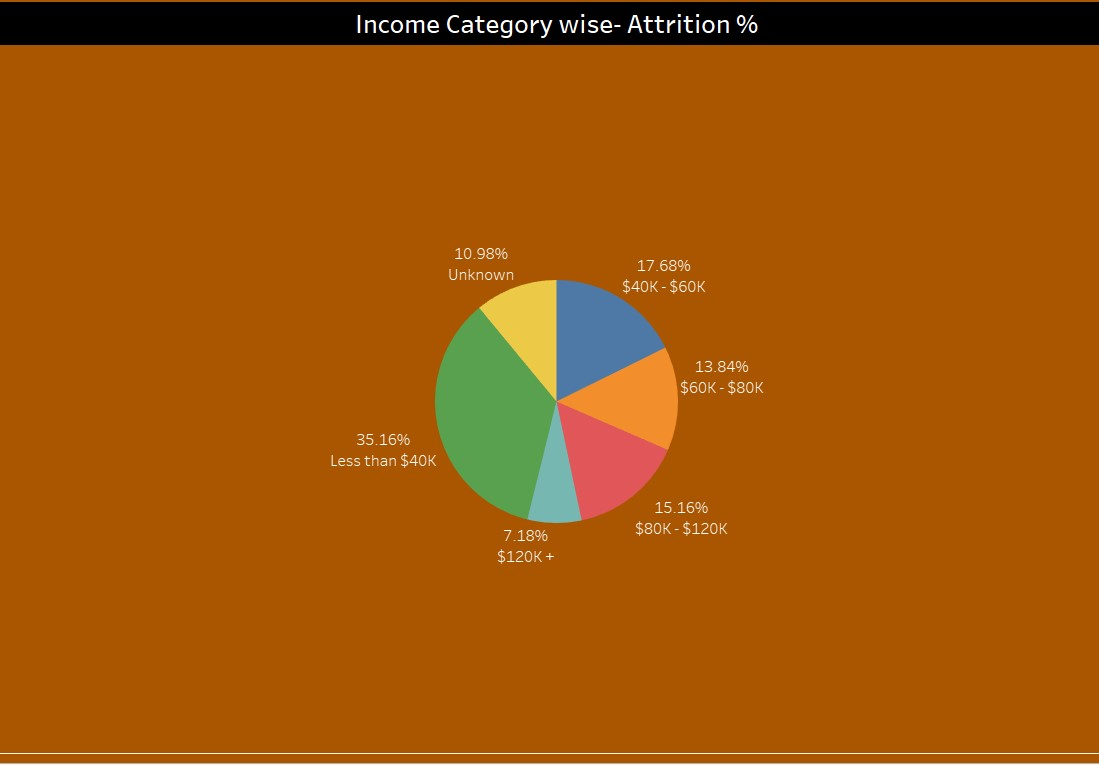 Income Category wise- Attrition %
10.98%
Unknown
17.68%
$40K - $60K
13.84%
$60K - $80K
35.16%
Less than $40K
15.16%
$80K - $120K
7.18%
$120K +